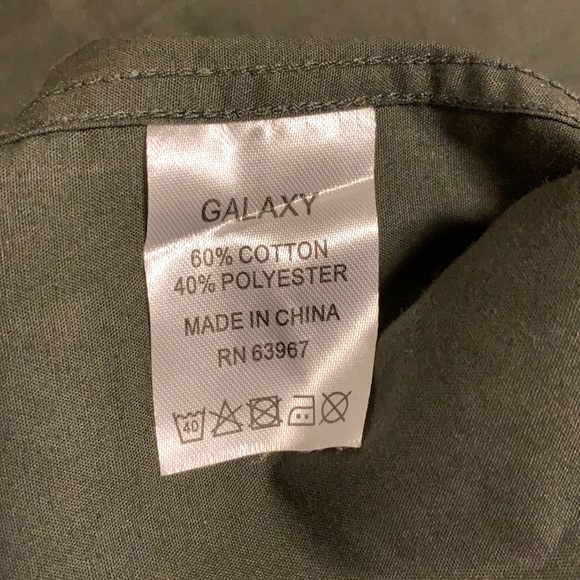 GALAXY
60% COTTON
40% POLYESTER
MADE IN CHINA
RN 63967
40